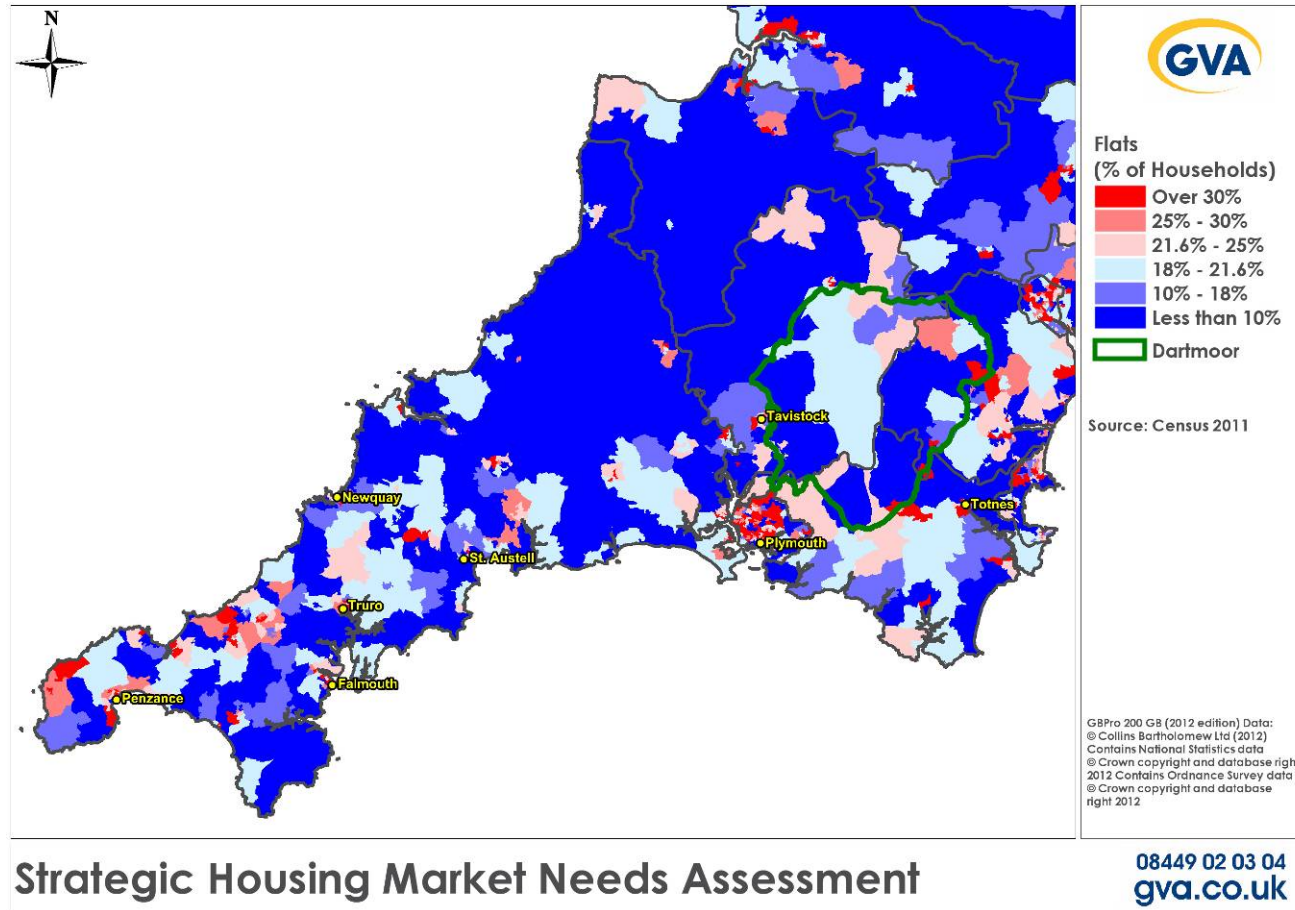 N
GVA
Flats
(% of Households)
Over 30%
25% - 30%
21.6% - 25%
18% - 21.6%
10% - 18%
Less than 10%
Dartmoor
Source: Census 2011
Tavistock
Newquay
Totnes
Plymouth
St. Austell
Truro
Falmouth
Penzance
GBPro 200 GB (2012 edition) Data:
© Collins Bartholomew Ltd (2012)
Contains National Statistics data
© Crown copyright and database righ
2012 Contains Ordnance Survey data
© Crown copyright and database
right 2012
Strategic Housing Market Needs Assessment
08449 02 03 04
gva.co.uk